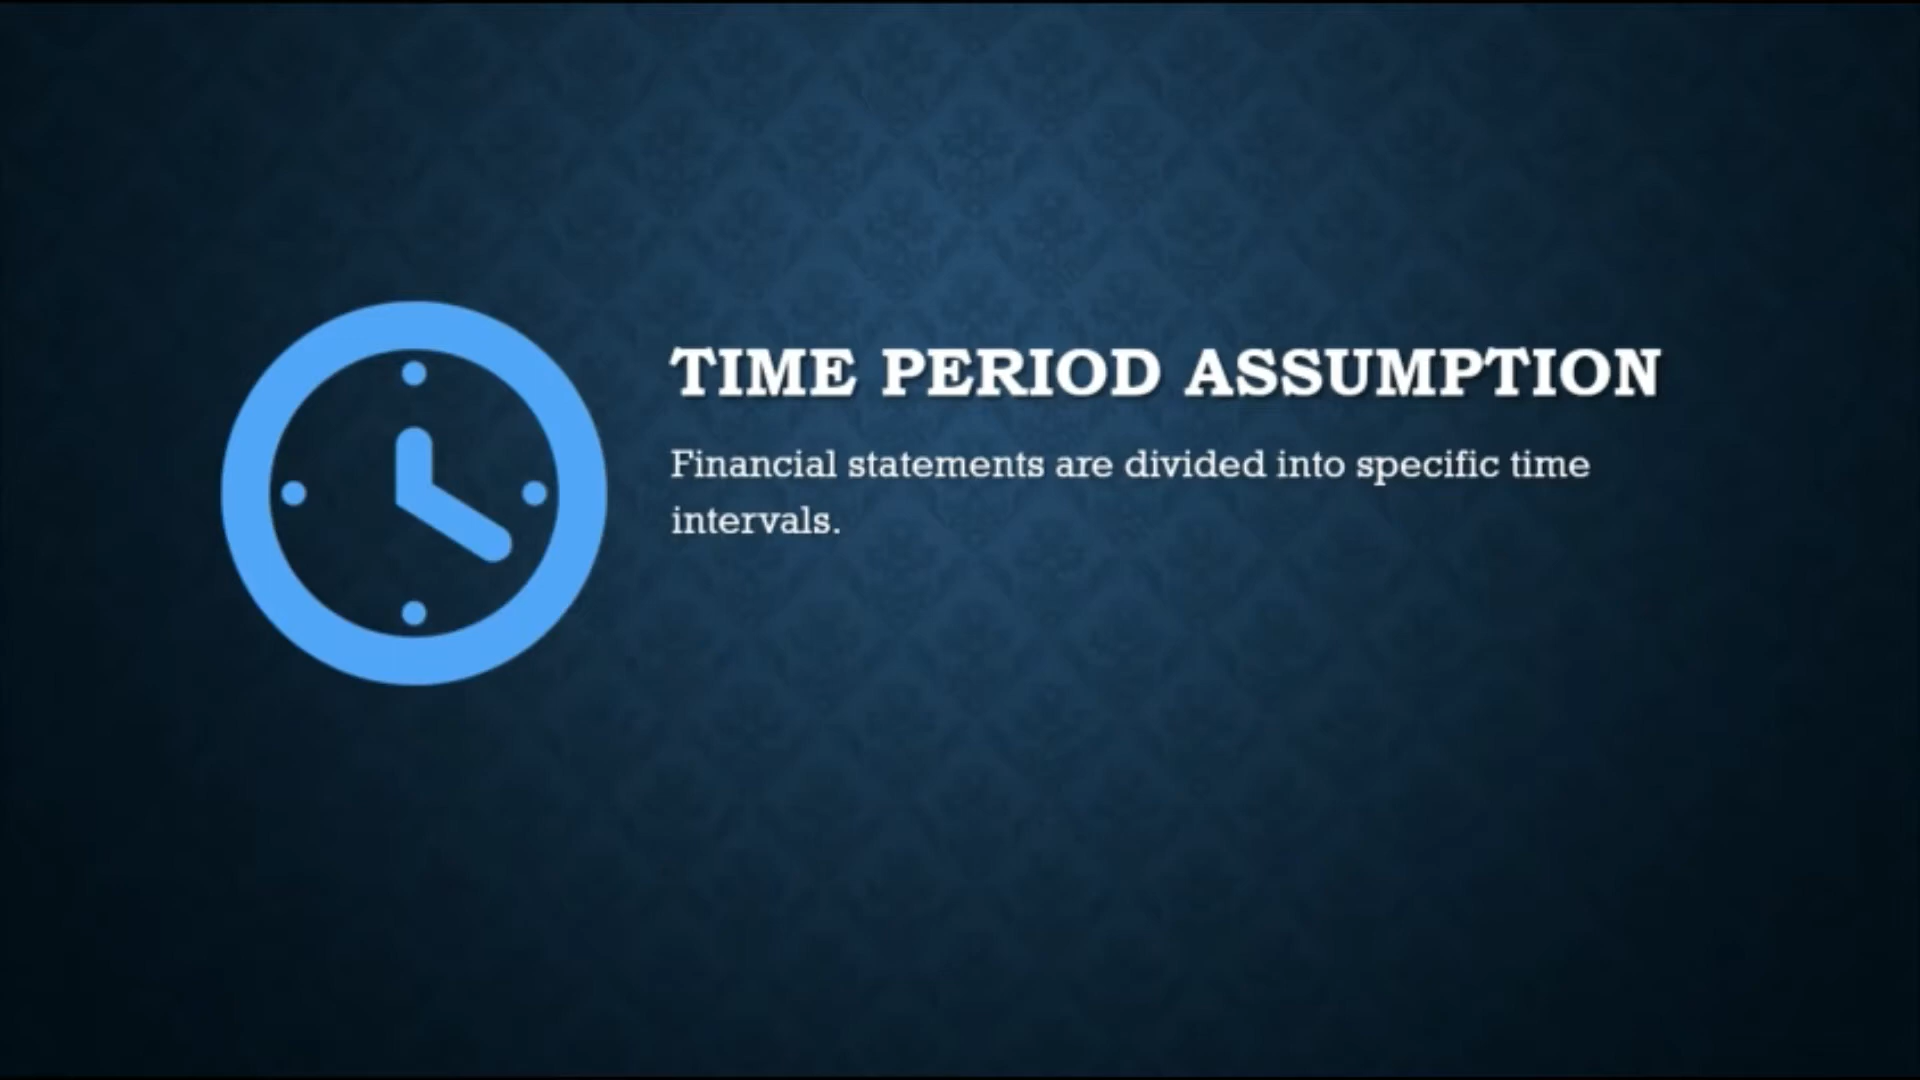 TIME PERIOD ASSUMPTION
Financial statements are divided into specific time
intervals.